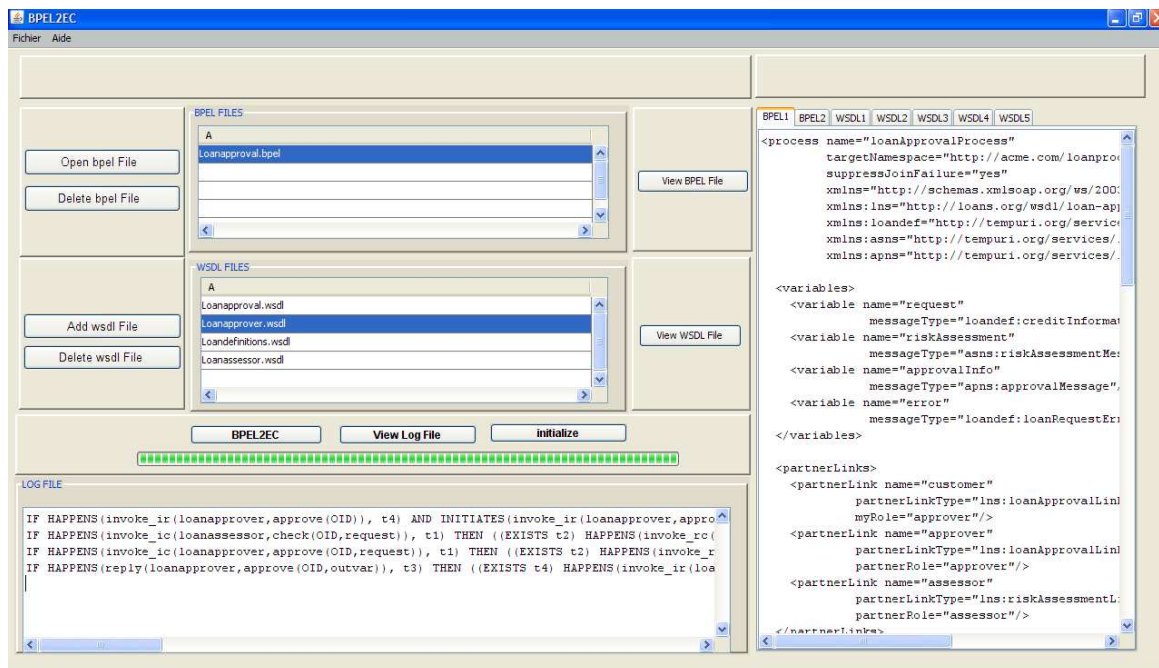 BPEL2EC
Fichier Aide
BPEL FILES
A
Loanapproval.bpel
Open bpel File
Delete bpel File
View BPEL File
WSDL FILES
A
Loanapproval.wsdl
Loanapprover.wsdl
Loandefinitions.wsdl
Loanassessor.wsdl
Add wsdl File
Delete wsdl File
View WSDL File
BPEL2EC View Log File initialize
LOG FILE
IF HAPPENS(invoke_ir(loanapprover,approve(OID)), t4) AND INITIATES(invoke_ir(loanapprover,appro
IF HAPPENS(invoke_ic(loanassessor,check(OID,request)), t1) THEN ((EXISTS t2) HAPPENS(invoke_rc(
IF HAPPENS(invoke_ic(loanapprover,approve(OID,request)), t1) THEN ((EXISTS t2) HAPPENS(invoke_r
IF HAPPENS(reply(loanapprover,approve(OID,outvar)), t3) THEN ((EXISTS t4) HAPPENS(invoke_ir(loa
BPEL1 BPEL2 WSDL1 WSDL2 WSDL3 WSDL4 WSDL5
<process name="loanApprovalProcess"
targetNamespace="http://acme.com/loanproc
suppressJoinFailure="yes"
xmlns="http://schemas.xmlsoap.org/ws/200
xmlns:lns="http://loans.org/wsdl/loan-ap
xmlns:loandef="http://tempuri.org/servic
xmlns:asns="http://tempuri.org/services/
xmlns:apns="http://tempuri.org/services/
<variables>
<variable name="request"
messageType="loandef:creditInformat
<variable name="riskAssessment"
messageType="asns:riskAssessmentMes
<variable name="approvalInfo"
messageType="apns:approvalMessage"/
<variable name="error"
messageType="loandef:loanRequestErr
</variables>
<partnerLinks>
<partnerLink name="customer"
partnerLinkType="lns:loanApprovalLin
myRole="approver"/>
<partnerLink name="approver"
partnerLinkType="lns:loanApprovalLin
partnerRole="approver"/>
<partnerLink name="assessor"
partnerLinkType="lns:riskAssessmentL
partnerRole="assessor"/>
</partnerLinks>